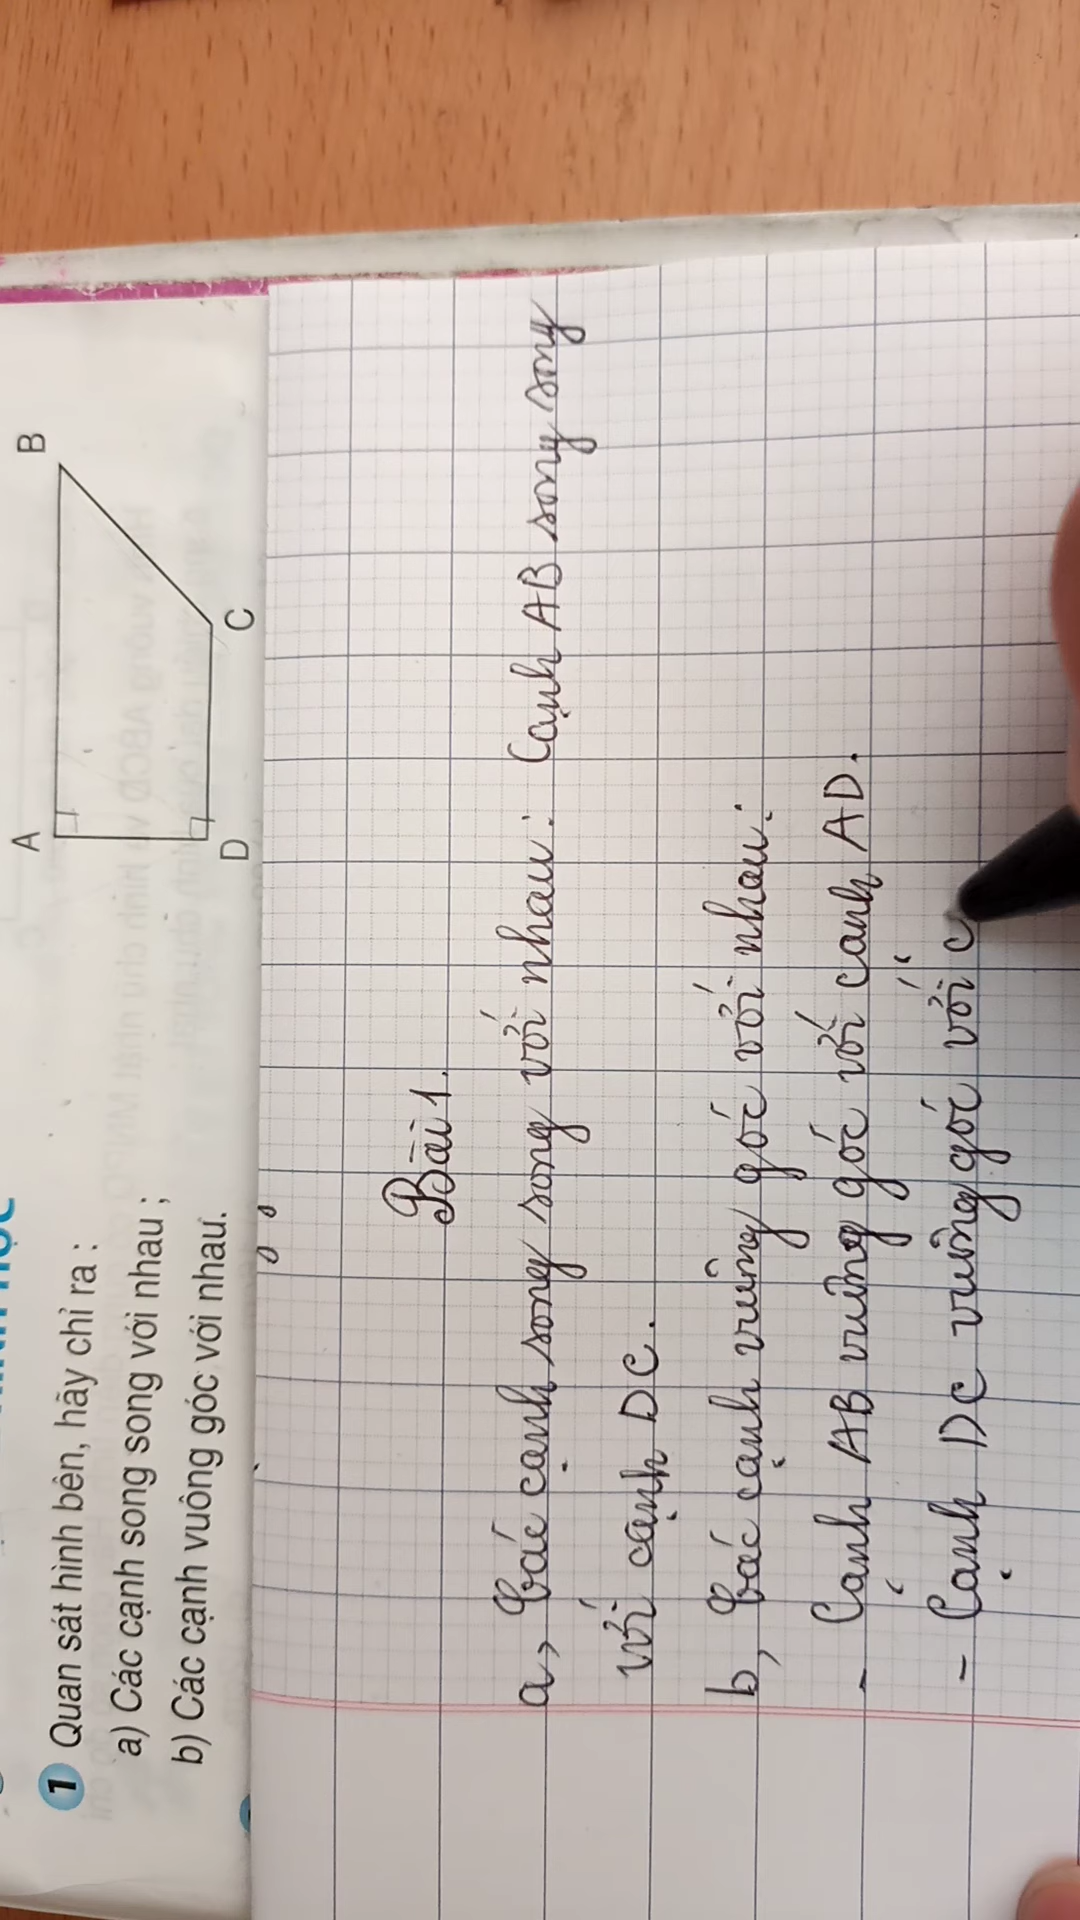 1 Quan sát hình bên, hãy chỉ ra :
a) Các cạnh song song với nhau ;
b) Các cạnh vuông góc với nhau.
A B
D C
Bài 1.
a, Các cạnh song song với nhau: Cạnh AB song song
với cạnh DC.
b, Các cạnh vuông góc với nhau:
- Cạnh AB vuông góc với cạnh AD.
- Cạnh DC vuông góc với c